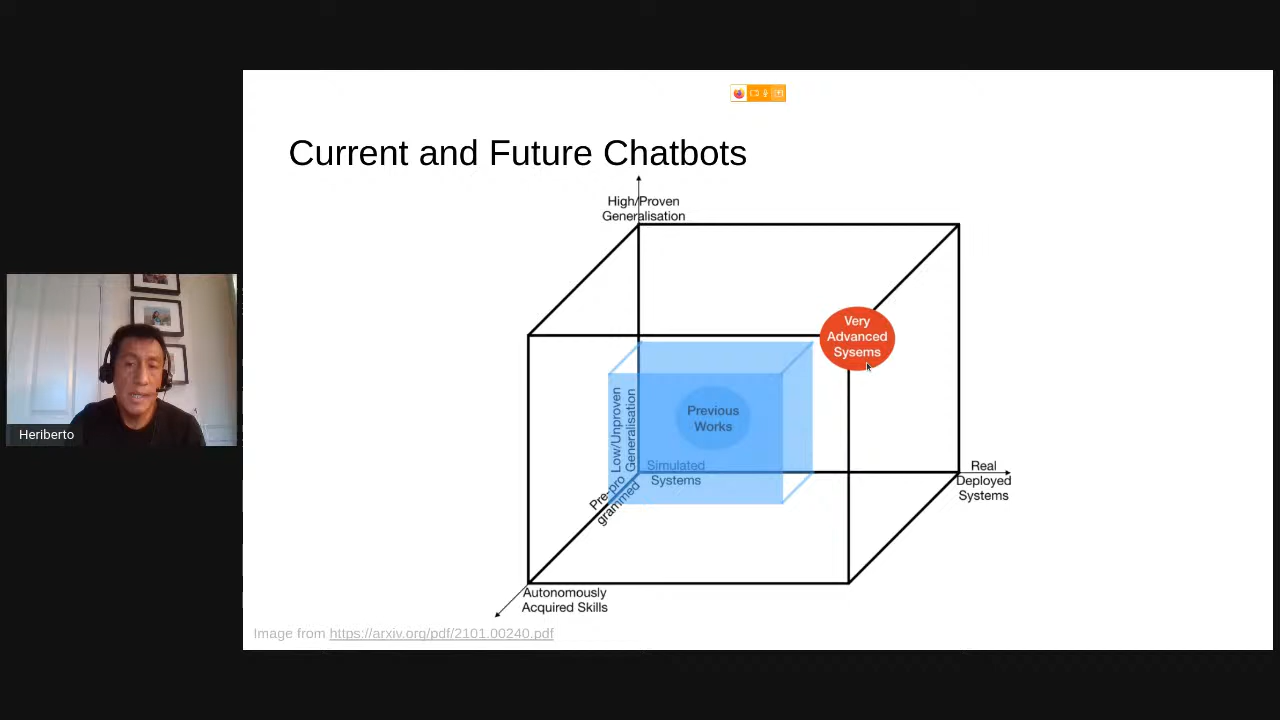 Current and Future Chatbots
High/Proven
Generalisation
Very
Advanced
Sysems
Low/Unproven
Generalisation
Previous
Works
Simulated
Systems
Pre-pro
grammed
Real
Deployed
Systems
Autonomously
Acquired Skills
Image from https://arxiv.org/pdf/2101.00240.pdf
Heriberto